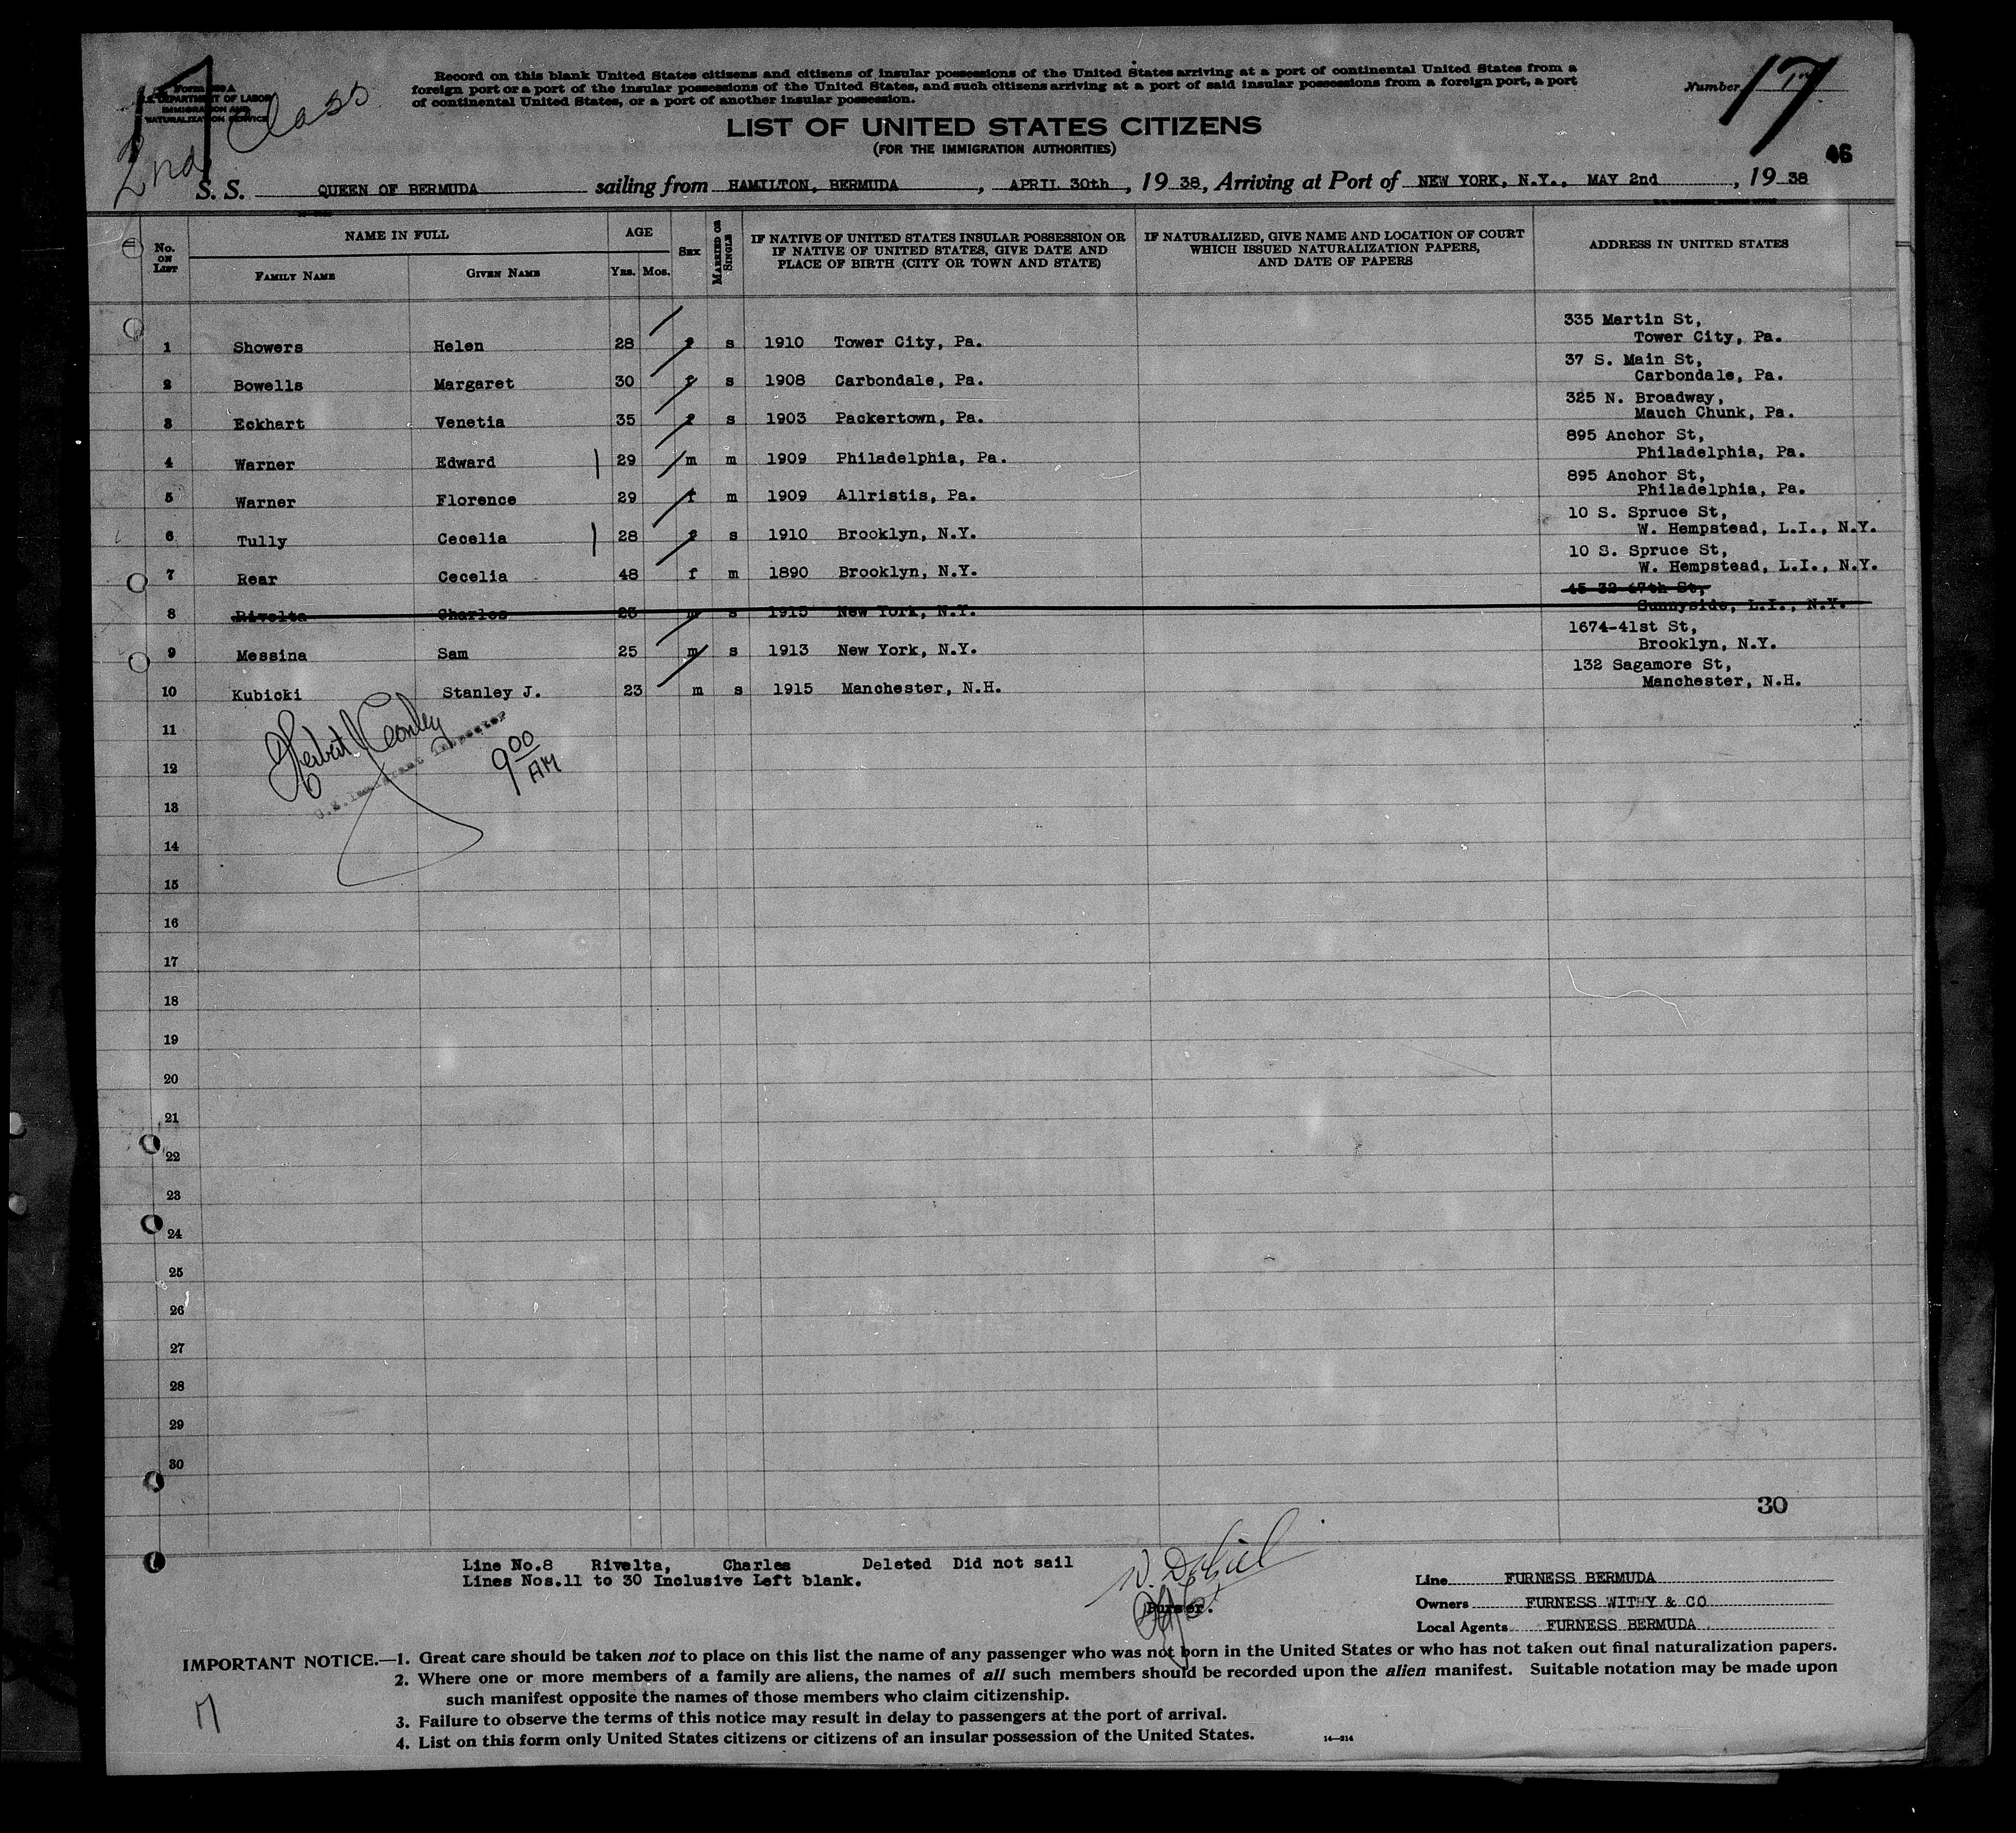 Record on this blank United States citizens and citizens of insular possessions of the United States arriving at a port of continental United States from a
foreign port or a port of the insular possessions of the United States, and such citizens arriving at a port of said insular possessions from a foreign port, a port
of continental United States, or a port of another insular possession.
U.S. DEPARTMENT OF LABOR
IMMIGRATION AND
NATURALIZATION SERVICE
2nd Class
Number 17
LIST OF UNITED STATES CITIZENS
(FOR THE IMMIGRATION AUTHORITIES)
46
S. S. QUEEN OF BERMUDA sailing from HAMILTON, BERMUDA, APRIL 30th, 19 38, Arriving at Port of NEW YORK, N.Y., MAY 2nd, 19 38
No. ON LIST NAME IN FULL AGE SEX MARRIED OR SINGLE IF NATIVE OF UNITED STATES INSULAR POSSESSION OR IF NATIVE OF UNITED STATES, GIVE DATE AND PLACE OF BIRTH (CITY OR TOWN AND STATE) IF NATURALIZED, GIVE NAME AND LOCATION OF COURT WHICH ISSUED NATURALIZATION PAPERS, AND DATE OF PAPERS ADDRESS IN UNITED STATES
FAMILY NAME GIVEN NAME YRS. MOS.
335 Martin St,
1 Showers Helen 28 f s 1910 Tower City, Pa. Tower City, Pa.
37 S. Main St,
2 Bowells Margaret 30 f s 1908 Carbondale, Pa. Carbondale, Pa.
325 N. Broadway,
3 Eckhart Venetia 35 f s 1903 Packertown, Pa. Mauch Chunk, Pa.
895 Anchor St,
4 Warner Edward 29 m m 1909 Philadelphia, Pa. Philadelphia, Pa.
895 Anchor St,
5 Warner Florence 29 f m 1909 Allristis, Pa. Philadelphia, Pa.
10 S. Spruce St,
6 Tully Cecelia 28 f s 1910 Brooklyn, N.Y. W. Hempstead, L.I., N.Y.
10 S. Spruce St,
7 Rear Cecelia 48 f m 1890 Brooklyn, N.Y. W. Hempstead, L.I., N.Y.
45-32 47th St,
8 Rivelta Charles 23 m s 1915 New York, N.Y. Sunnyside, L.I., N.Y.
1674-41st St,
9 Messina Sam 25 m s 1913 New York, N.Y. Brooklyn, N.Y.
132 Sagamore St,
10 Kubicki Stanley J. 23 m s 1915 Manchester, N.H. Manchester, N.H.
11
U.S. Immigrant Inspector
9 00 AM
12
13
14
15
16
17
18
19
20
21
22
23
24
25
26
27
28
29
30
30
Line No.8 Rivelta, Charles Deleted Did not sail
Lines Nos.11 to 30 Inclusive Left blank.
Purser.
Line FURNESS BERMUDA
Owners FURNESS WITHY & CO
Local Agents FURNESS BERMUDA
IMPORTANT NOTICE.—1. Great care should be taken not to place on this list the name of any passenger who was not born in the United States or who has not taken out final naturalization papers.
2. Where one or more members of a family are aliens, the names of all such members should be recorded upon the alien manifest. Suitable notation may be made upon
such manifest opposite the names of those members who claim citizenship.
3. Failure to observe the terms of this notice may result in delay to passengers at the port of arrival.
4. List on this form only United States citizens or citizens of an insular possession of the United States.
14—314